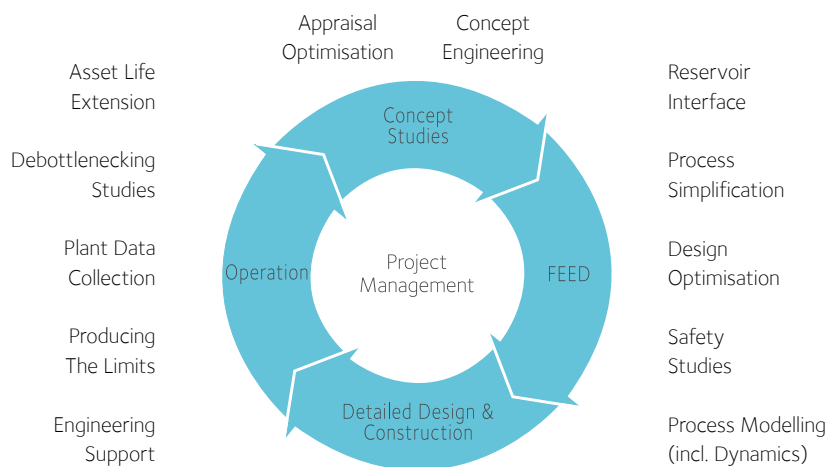 Appraisal
Optimisation
Concept
Engineering
Asset Life
Extension
Debottlenecking
Studies
Plant Data
Collection
Producing
The Limits
Engineering
Support
Concept
Studies
Operation
Project
Management
FEED
Detailed Design &
Construction
Reservoir
Interface
Process
Simplification
Design
Optimisation
Safety
Studies
Process Modelling
(incl. Dynamics)